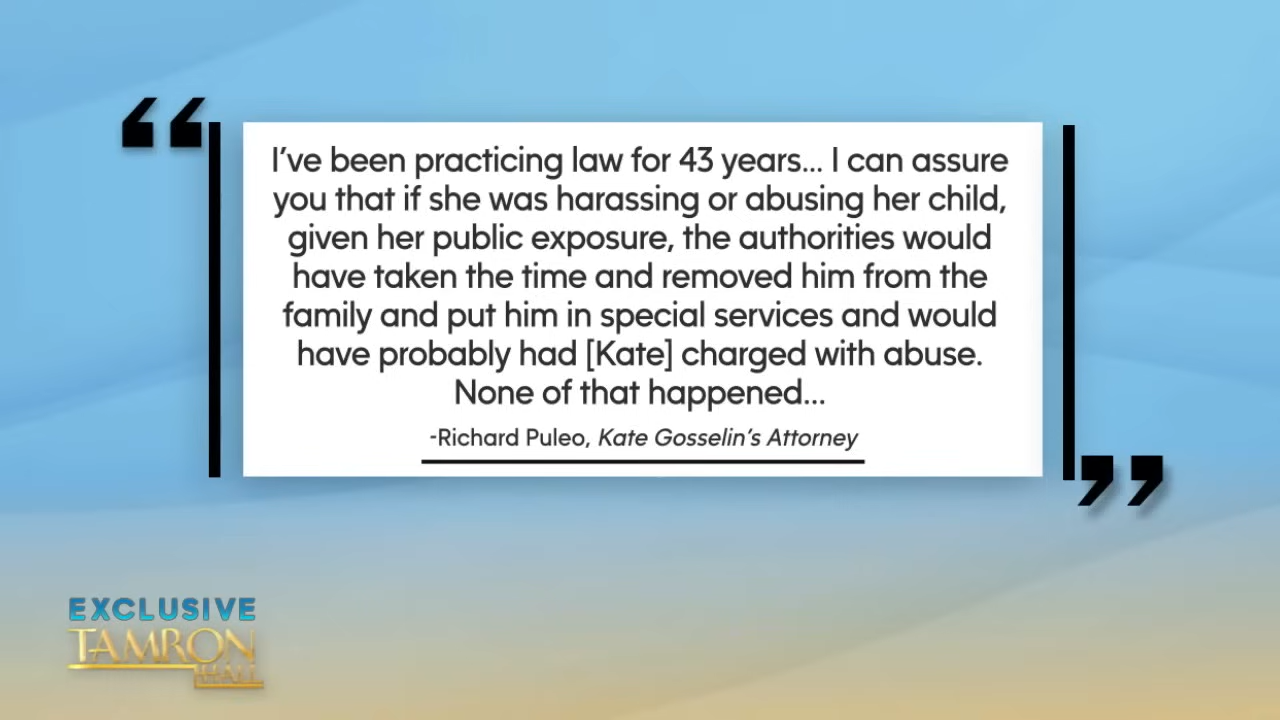 “
I’ve been practicing law for 43 years... I can assure
you that if she was harassing or abusing her child,
given her public exposure, the authorities would
have taken the time and removed him from the
family and put him in special services and would
have probably had [Kate] charged with abuse.
None of that happened...
-Richard Puleo, Kate Gosselin’s Attorney
”
EXCLUSIVE
TAMRON